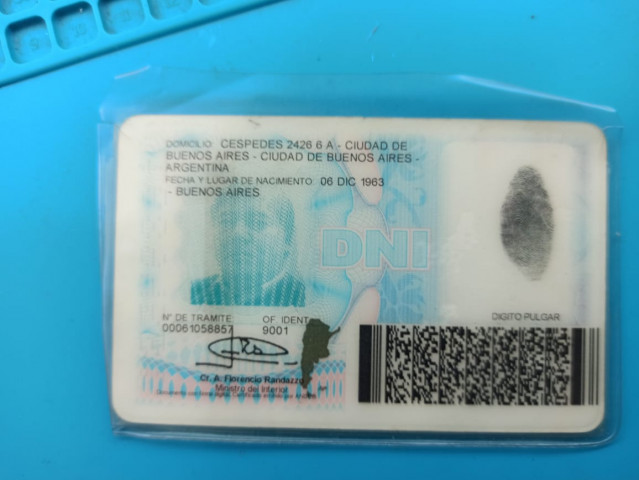 DOMICILIO: CESPEDES 2426 6 A - CIUDAD DE
BUENOS AIRES - CIUDAD DE BUENOS AIRES -
ARGENTINA
FECHA Y LUGAR DE NACIMIENTO: 06 DIC 1963
- BUENOS AIRES
DNI
Nº DE TRAMITE:
00061058857
OF. IDENT
9001
DIGITO PULGAR
Cr. A. Florencio Randazzo
Ministro del Interior